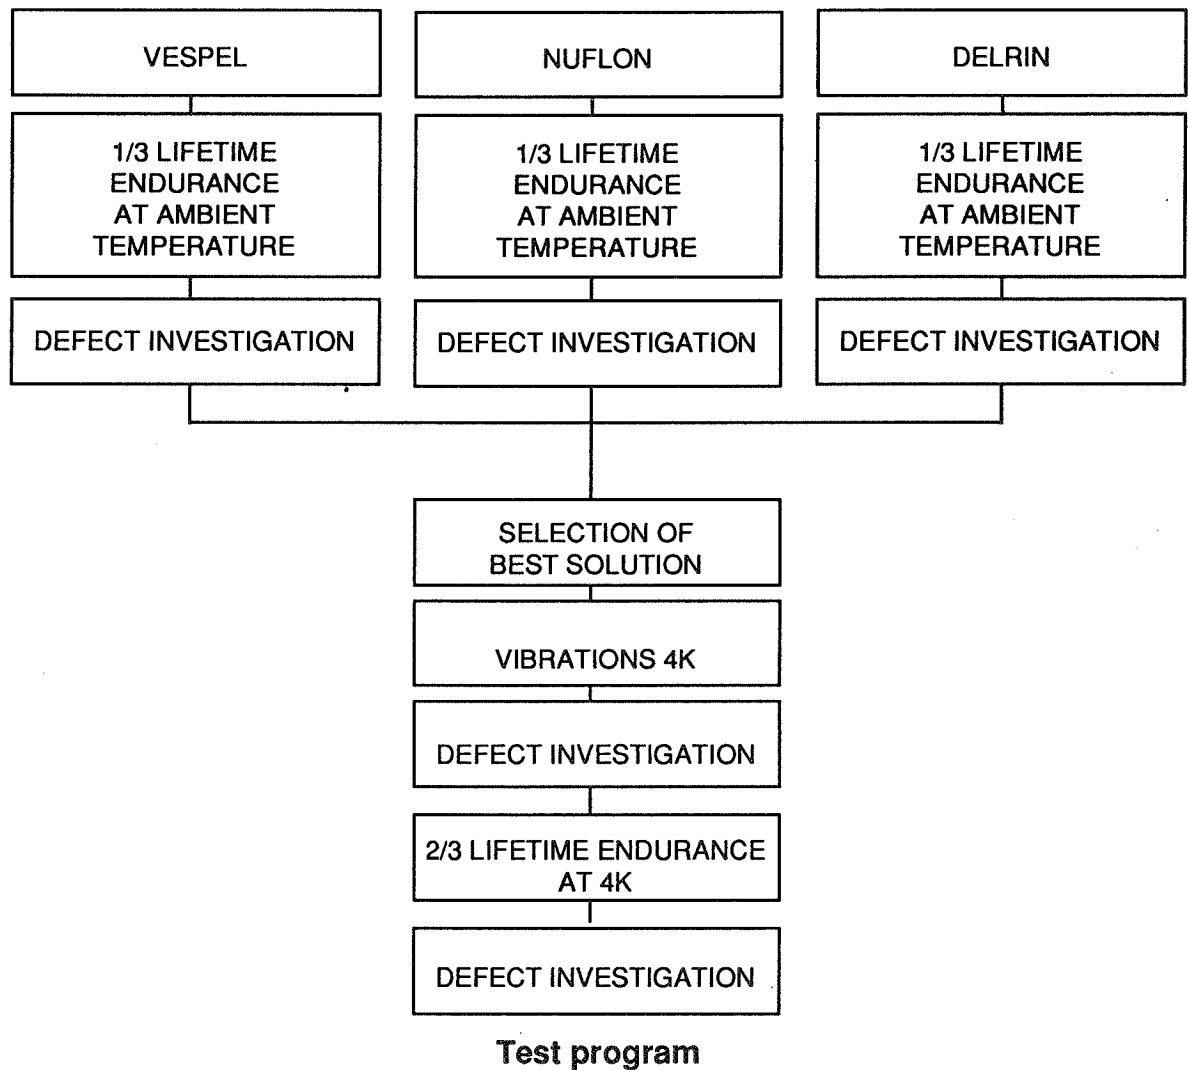 VESPEL
NUFLON
DELRIN
1/3 LIFETIME
ENDURANCE
AT AMBIENT
TEMPERATURE
1/3 LIFETIME
ENDURANCE
AT AMBIENT
TEMPERATURE
1/3 LIFETIME
ENDURANCE
AT AMBIENT
TEMPERATURE
DEFECT INVESTIGATION
DEFECT INVESTIGATION
DEFECT INVESTIGATION
SELECTION OF
BEST SOLUTION
VIBRATIONS 4K
DEFECT INVESTIGATION
2/3 LIFETIME ENDURANCE
AT 4K
DEFECT INVESTIGATION
Test program